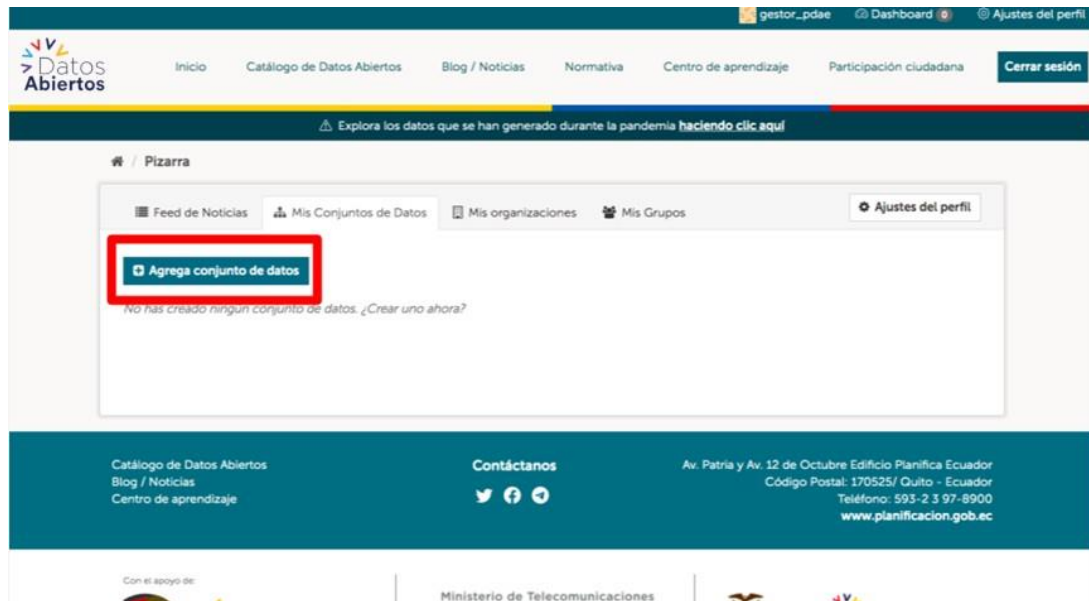 gestor_pdae Dashboard 0 Ajustes del perfil
Datos
Abiertos
Inicio Catálogo de Datos Abiertos Blog / Noticias Normativa Centro de aprendizaje Participación ciudadana Cerrar sesión
Explora los datos que se han generado durante la pandemia haciendo clic aquí
/ Pizarra
Feed de Noticias Mis Conjuntos de Datos Mis organizaciones Mis Grupos Ajustes del perfil
Agrega conjunto de datos
No has creado ningún conjunto de datos. ¿Crear uno ahora?
Catálogo de Datos Abiertos
Blog / Noticias
Centro de aprendizaje
Contáctanos
Av. Patria y Av. 12 de Octubre Edificio Planifica Ecuador
Código Postal: 170525/ Quito - Ecuador
Teléfono: 593-2 3 97-8900
www.planificacion.gob.ec
Con el apoyo de:
Ministerio de Telecomunicaciones